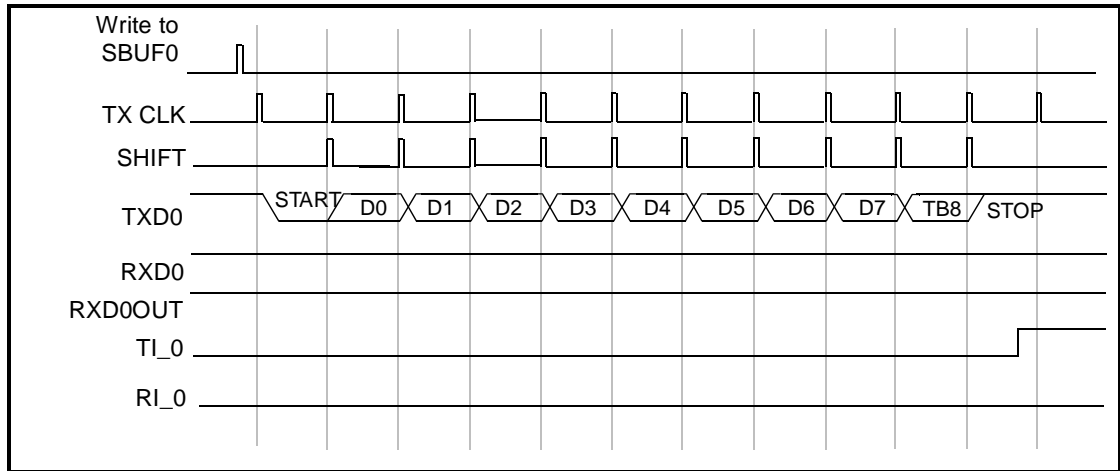 Write to
SBUF0
TX CLK
SHIFT
TXD0 START D0 D1 D2 D3 D4 D5 D6 D7 TB8 STOP
RXD0
RXD0OUT
TI_0
RI_0